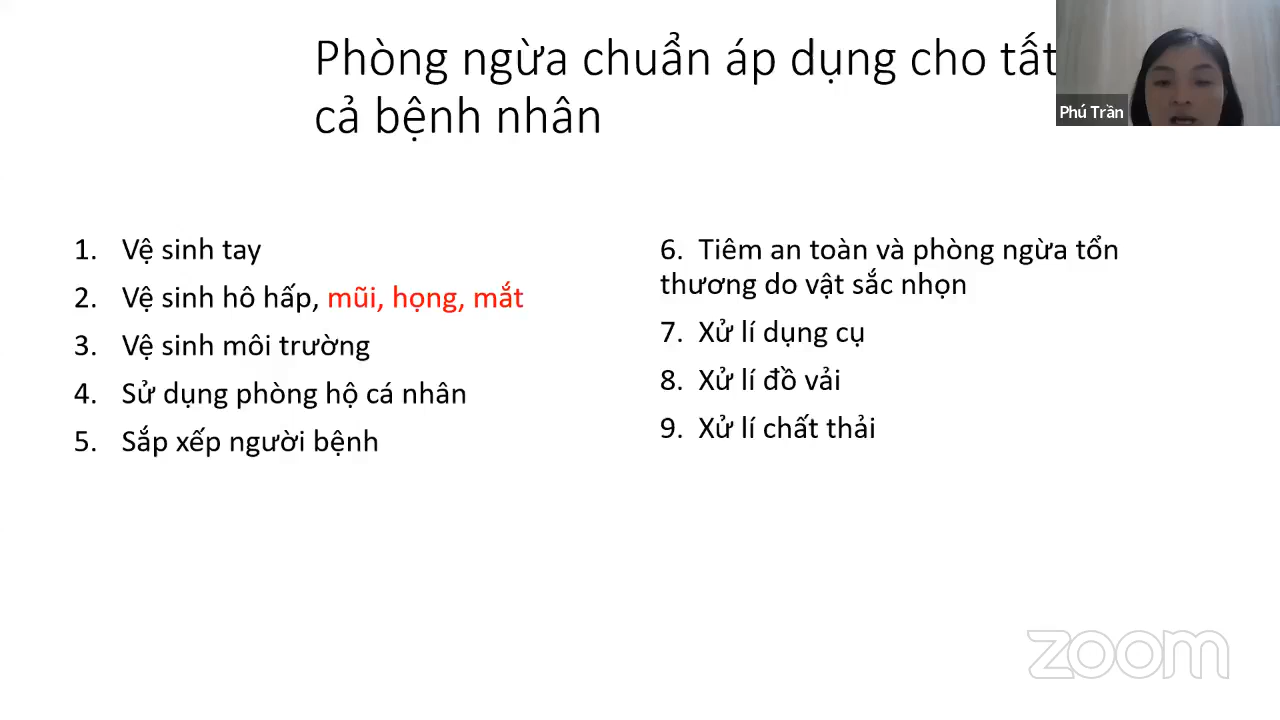 Phòng ngừa chuẩn áp dụng cho tất
cả bệnh nhân
Phú Trần
1. Vệ sinh tay
2. Vệ sinh hô hấp, mũi, họng, mắt
3. Vệ sinh môi trường
4. Sử dụng phòng hộ cá nhân
5. Sắp xếp người bệnh
6. Tiêm an toàn và phòng ngừa tổn
thương do vật sắc nhọn
7. Xử lí dụng cụ
8. Xử lí đồ vải
9. Xử lí chất thải
zoom